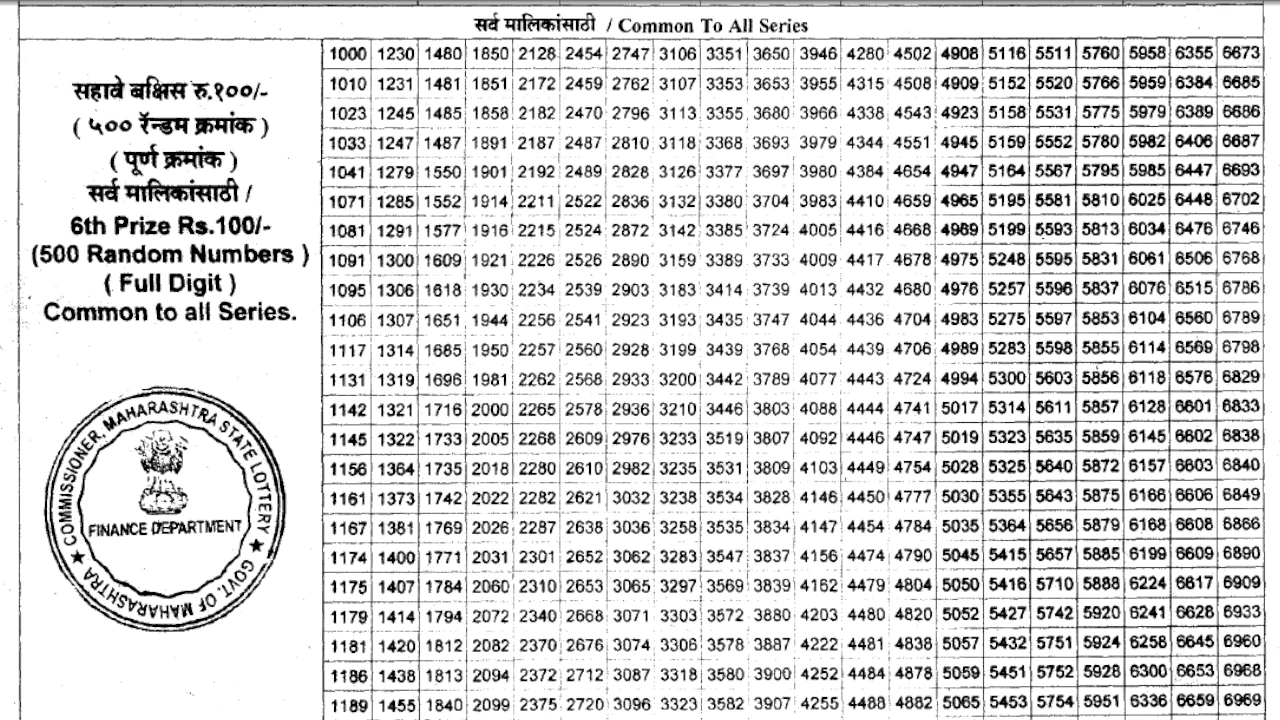 सर्व मालिकांसाठी / Common To All Series
सहावे बक्षिस रु.१००/-
( ५०० रॅन्डम क्रमांक )
( पूर्ण क्रमांक )
सर्व मालिकांसाठी /
6th Prize Rs.100/-
(500 Random Numbers )
( Full Digit )
Common to all Series.
COMMISSIONER, MAHARASHTRA STATE LOTTERY
FINANCE DEPARTMENT
GOVT. OF MAHARASHTRA
1000 1230 1480 1850 2128 2454 2747 3106 3351 3650 3946 4280 4502 4908 5116 5511 5760 5958 6355 6673
1010 1231 1481 1851 2172 2459 2762 3107 3353 3653 3955 4315 4508 4909 5152 5520 5766 5959 6384 6685
1023 1245 1485 1858 2182 2470 2796 3113 3355 3680 3966 4338 4543 4923 5158 5531 5775 5979 6389 6686
1033 1247 1487 1891 2187 2487 2810 3118 3368 3693 3979 4344 4551 4945 5159 5552 5780 5982 6406 6687
1041 1279 1550 1901 2192 2489 2828 3126 3377 3697 3980 4384 4654 4947 5164 5567 5795 5985 6447 6693
1071 1285 1552 1914 2211 2522 2836 3132 3380 3704 3983 4410 4659 4965 5195 5581 5810 6025 6448 6702
1081 1291 1577 1916 2215 2524 2872 3142 3385 3724 4005 4416 4668 4969 5199 5593 5813 6034 6476 6746
1091 1300 1609 1921 2226 2526 2890 3159 3389 3733 4009 4417 4678 4975 5248 5595 5831 6061 6506 6768
1095 1306 1618 1930 2234 2539 2903 3183 3414 3739 4013 4432 4680 4976 5257 5596 5837 6076 6515 6786
1106 1307 1651 1944 2256 2541 2923 3193 3435 3747 4044 4436 4704 4983 5275 5597 5853 6104 6560 6789
1117 1314 1685 1950 2257 2560 2928 3199 3439 3768 4054 4439 4706 4989 5283 5598 5855 6114 6569 6798
1131 1319 1696 1981 2262 2568 2933 3200 3442 3789 4077 4443 4724 4994 5300 5603 5856 6118 6576 6829
1142 1321 1716 2000 2265 2578 2936 3210 3446 3803 4088 4444 4741 5017 5314 5611 5857 6128 6601 6833
1145 1322 1733 2005 2268 2609 2976 3233 3519 3807 4092 4446 4747 5019 5323 5635 5859 6145 6602 6838
1156 1364 1735 2018 2280 2610 2982 3235 3531 3809 4103 4449 4754 5028 5325 5640 5872 6157 6603 6840
1161 1373 1742 2022 2282 2621 3032 3238 3534 3828 4146 4450 4777 5030 5355 5643 5875 6166 6606 6849
1167 1381 1769 2026 2287 2638 3036 3258 3535 3834 4147 4454 4784 5035 5364 5656 5879 6168 6608 6866
1174 1400 1771 2031 2301 2652 3062 3283 3547 3837 4156 4474 4790 5045 5415 5657 5885 6199 6609 6890
1175 1407 1784 2060 2310 2653 3065 3297 3569 3839 4162 4479 4804 5050 5416 5710 5888 6224 6617 6909
1179 1414 1794 2072 2340 2668 3071 3303 3572 3880 4203 4480 4820 5052 5427 5742 5920 6241 6628 6933
1181 1420 1812 2082 2370 2676 3074 3306 3578 3887 4222 4481 4838 5057 5432 5751 5924 6258 6645 6960
1186 1438 1813 2094 2372 2712 3087 3318 3580 3900 4252 4484 4878 5059 5451 5752 5928 6300 6653 6968
1189 1455 1840 2099 2375 2720 3096 3323 3582 3907 4255 4488 4882 5065 5453 5754 5951 6336 6659 6969